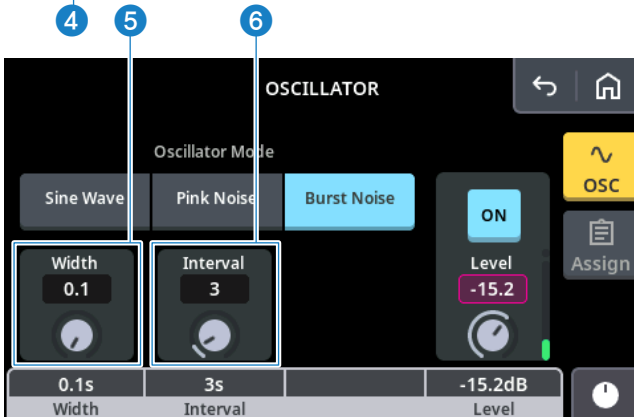 4 5 6
OSCILLATOR
Oscillator Mode
Sine Wave Pink Noise Burst Noise
OSC
ON
Width Interval Level Assign
0.1 3 -15.2
0.1s 3s -15.2dB
Width Interval Level